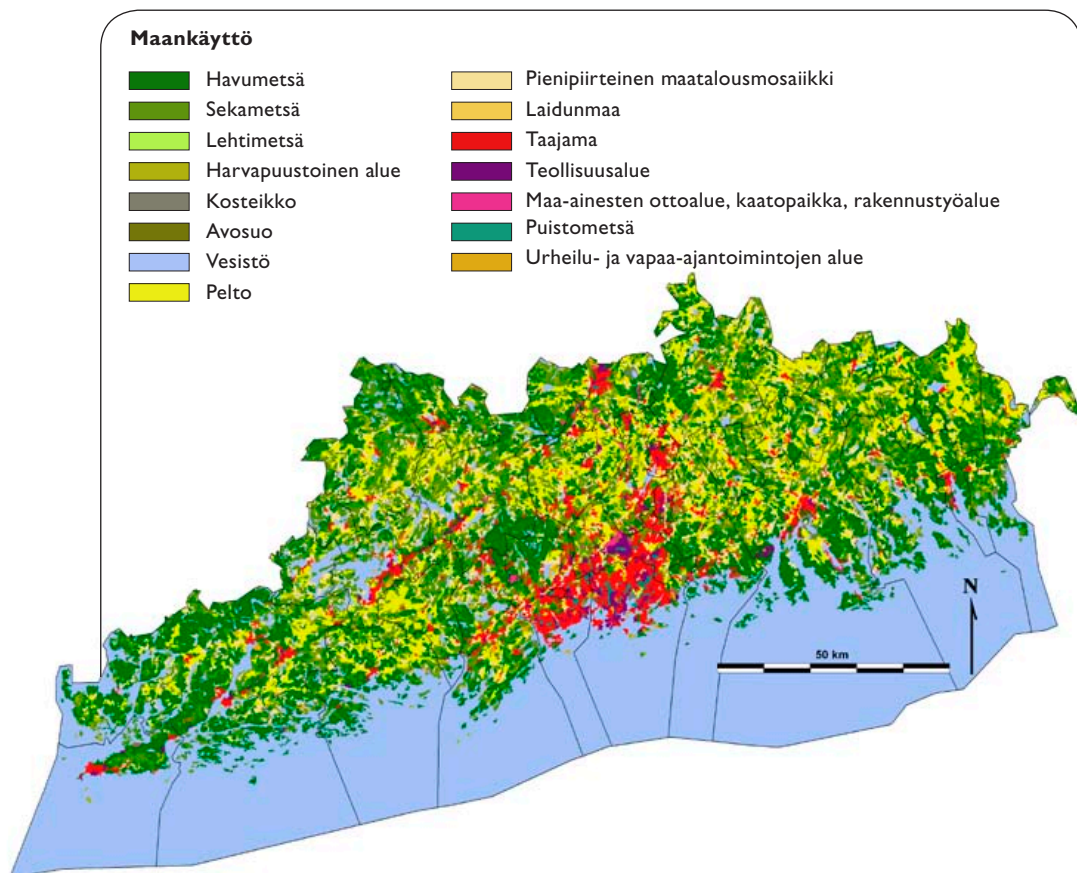 Maankäyttö
Havumetsä
Sekametsä
Lehtimetsä
Harvapuustoinen alue
Kosteikko
Avosuo
Vesistö
Pelto
Pienipiirteinen maatalousmosaiikki
Laidunmaa
Taajama
Teollisuusalue
Maa-ainesten ottoalue, kaatopaikka, rakennustyöalue
Puistometsä
Urheilu- ja vapaa-ajantoimintojen alue
N
50 km